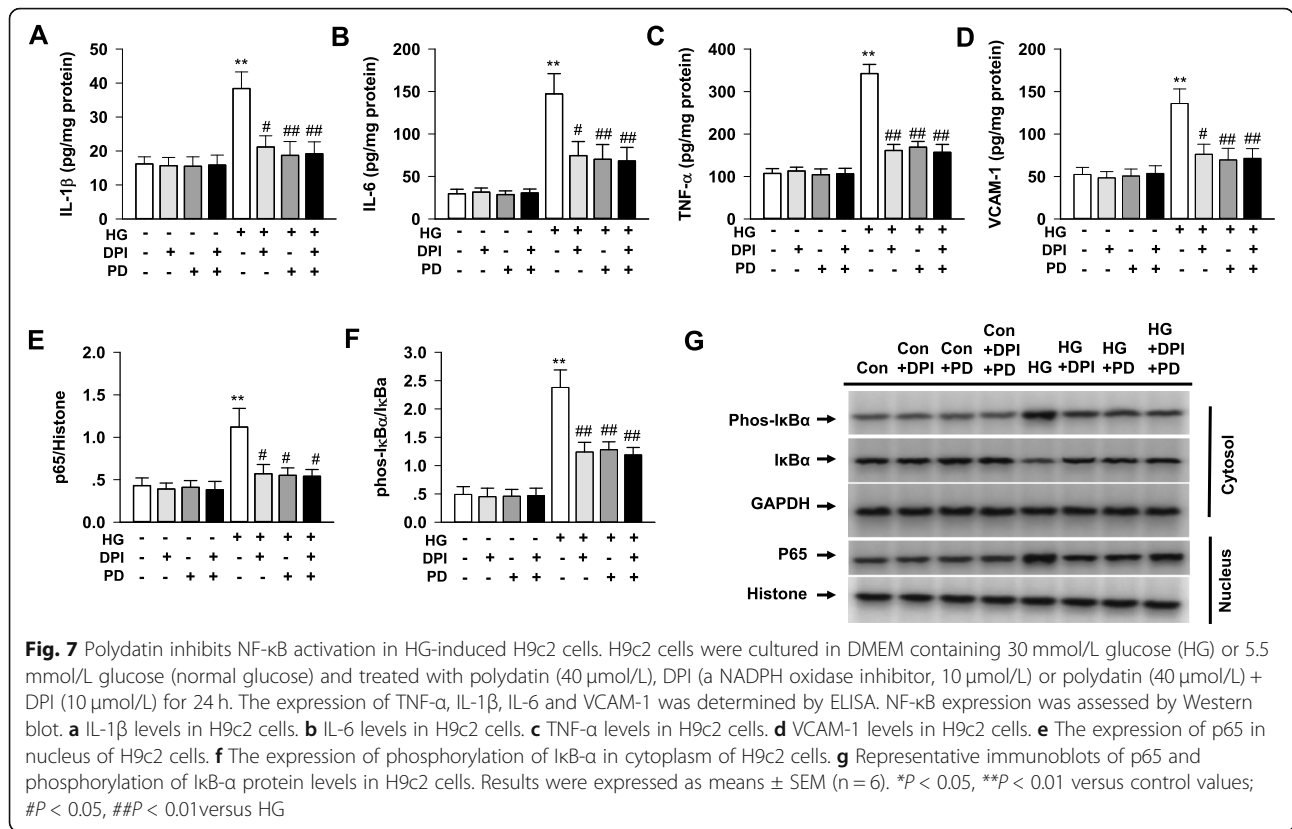 A
IL-1β (pg/mg protein)
50
40
30
20
10
0
**
#
##
##
HG - - - - + + + +
DPI - + - + - + - +
PD - - + + - - + +
B
IL-6 (pg/mg protein)
200
150
100
50
0
**
#
##
##
HG - - - - + + + +
DPI - + - + - + - +
PD - - + + - - + +
C
TNF-α (pg/mg protein)
400
300
200
100
0
**
##
##
##
HG - - - - + + + +
DPI - + - + - + - +
PD - - + + - - + +
D
VCAM-1 (pg/mg protein)
200
150
100
50
0
**
#
##
##
HG - - - - + + + +
DPI - + - + - + - +
PD - - + + - - + +
E
p65/Histone
2.0
1.5
1.0
.5
0.0
**
#
#
#
HG - - - - + + + +
DPI - + - + - + - +
PD - - + + - - + +
F
phos-IκBα/IκBa
3.0
2.5
2.0
1.5
1.0
.5
0.0
**
##
##
##
HG - - - - + + + +
DPI - + - + - + - +
PD - - + + - - + +
G
Con
Con
+DPI
Con
+PD
Con
+DPI
+PD
HG
HG
+DPI
HG
+PD
HG
+DPI
+PD
Phos-IκBα
IκBα
GAPDH
P65
Histone
Cytosol
Nucleus
Fig. 7 Polydatin inhibits NF-κB activation in HG-induced H9c2 cells. H9c2 cells were cultured in DMEM containing 30 mmol/L glucose (HG) or 5.5
mmol/L glucose (normal glucose) and treated with polydatin (40 μmol/L), DPI (a NADPH oxidase inhibitor, 10 μmol/L) or polydatin (40 μmol/L) +
DPI (10 μmol/L) for 24 h. The expression of TNF-α, IL-1β, IL-6 and VCAM-1 was determined by ELISA. NF-κB expression was assessed by Western
blot. a IL-1β levels in H9c2 cells. b IL-6 levels in H9c2 cells. c TNF-α levels in H9c2 cells. d VCAM-1 levels in H9c2 cells. e The expression of p65 in
nucleus of H9c2 cells. f The expression of phosphorylation of IκB-α in cytoplasm of H9c2 cells. g Representative immunoblots of p65 and
phosphorylation of IκB-α protein levels in H9c2 cells. Results were expressed as means ± SEM (n = 6). *P < 0.05, **P < 0.01 versus control values;
#P < 0.05, ##P < 0.01versus HG